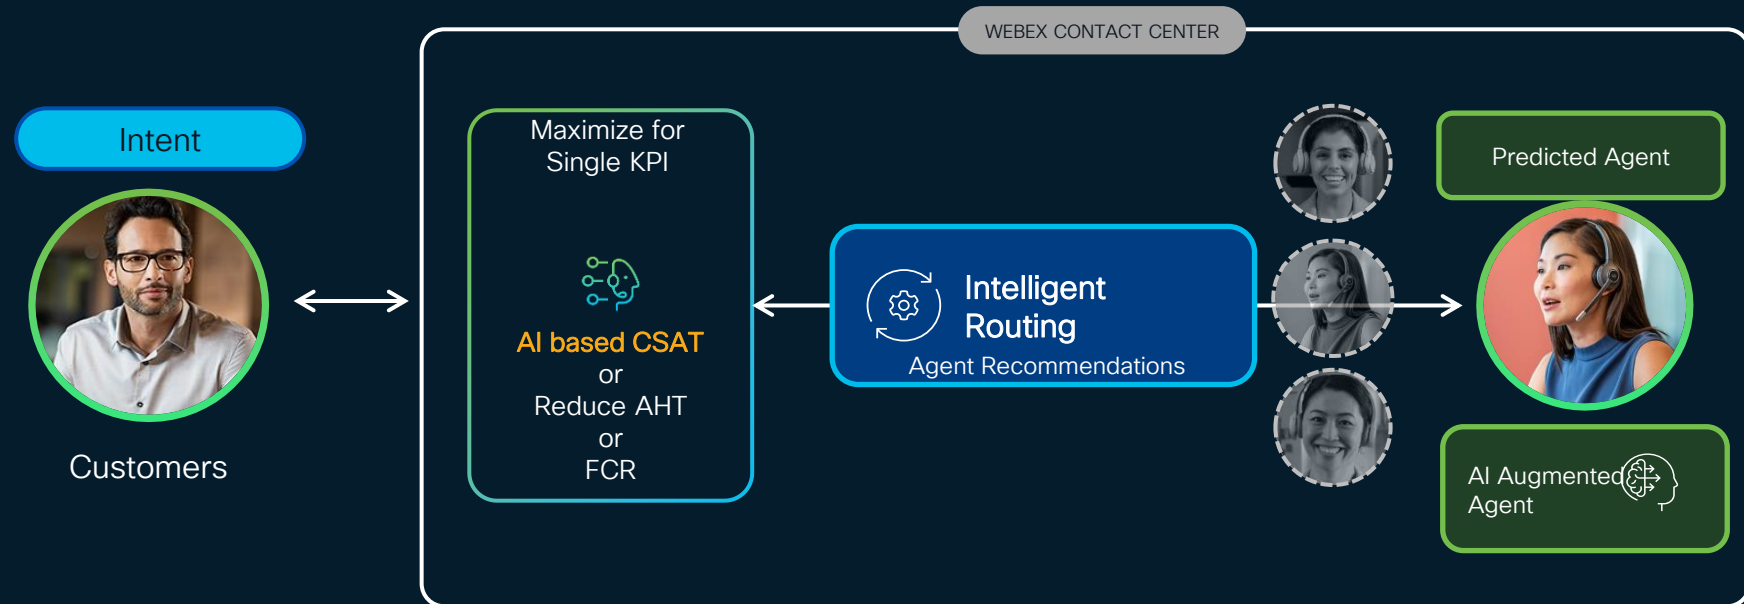 WEBEX CONTACT CENTER
Intent
Customers
Maximize for
Single KPI
AI based CSAT
or
Reduce AHT
or
FCR
Intelligent
Routing
Agent Recommendations
Predicted Agent
AI Augmented
Agent